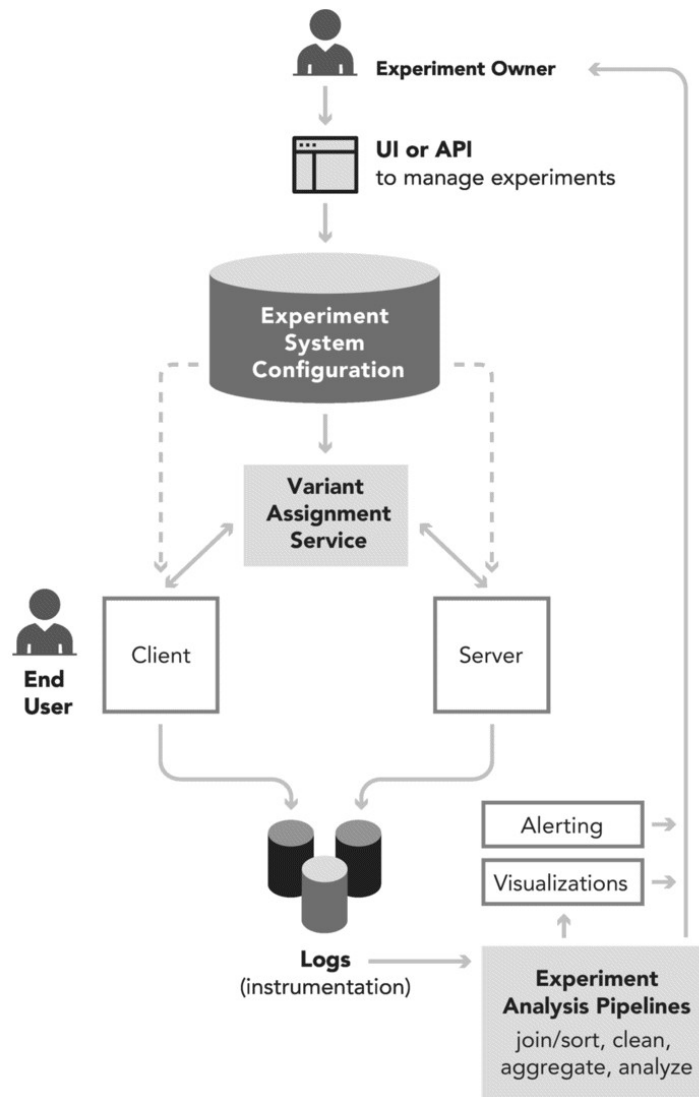 Experiment Owner
UI or API
to manage experiments
Experiment
System
Configuration
Variant
Assignment
Service
Client
Server
End
User
Alerting
Visualizations
Logs
(instrumentation)
Experiment
Analysis Pipelines
join/sort, clean,
aggregate, analyze